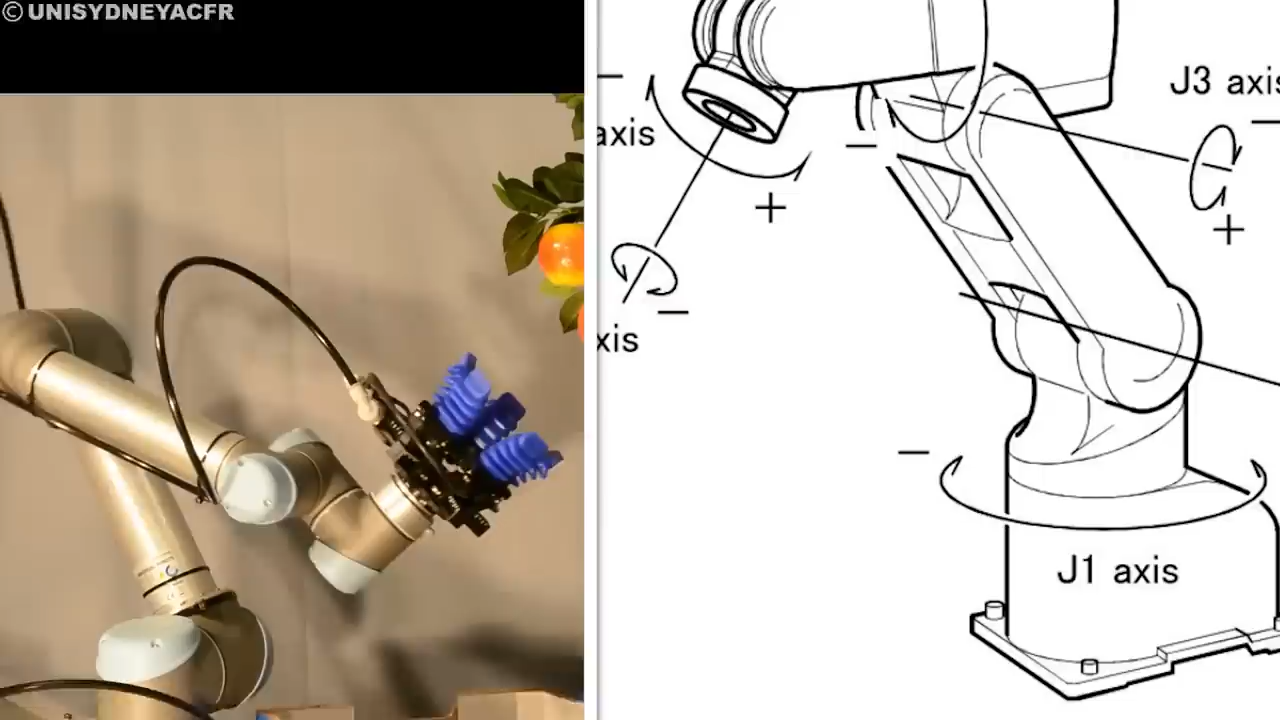 © UNISYDNEYACFR
J3 axis
axis
−
−
−
+
+
−
xis
−
J1 axis